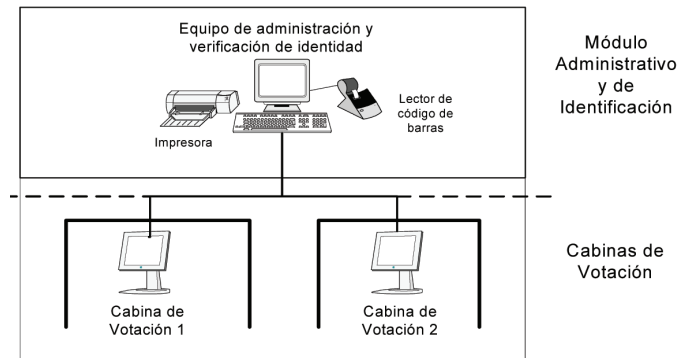 Equipo de administración y
verificación de identidad
Impresora
Lector de
código de
barras
Módulo
Administrativo
y de
Identificación
Cabina de
Votación 1
Cabina de
Votación 2
Cabinas de
Votación